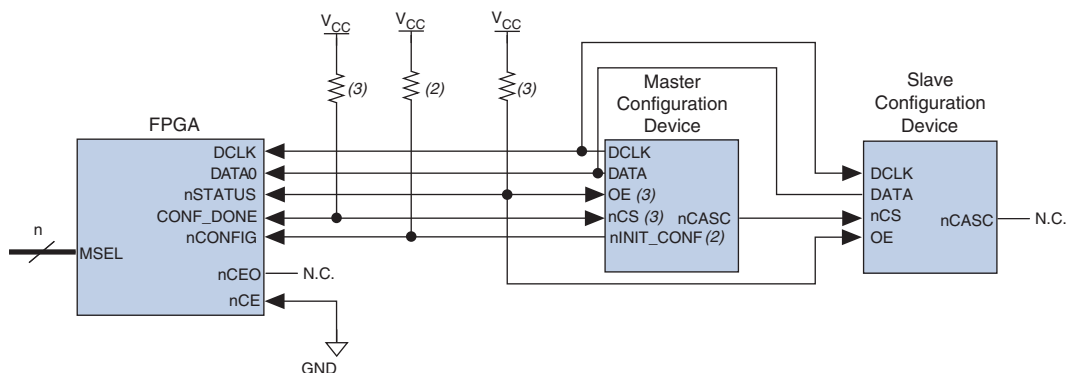 VCC
VCC
VCC
(3)
(2)
(3)
FPGA
Master
Configuration
Device
Slave
Configuration
Device
DCLK
DATA0
nSTATUS
CONF_DONE
nCONFIG
nCEO
N.C.
nCE
n
MSEL
GND
DCLK
DATA
OE (3)
nCS (3)
nCASC
nINIT_CONF (2)
DCLK
DATA
nCS
nCASC
N.C.
OE